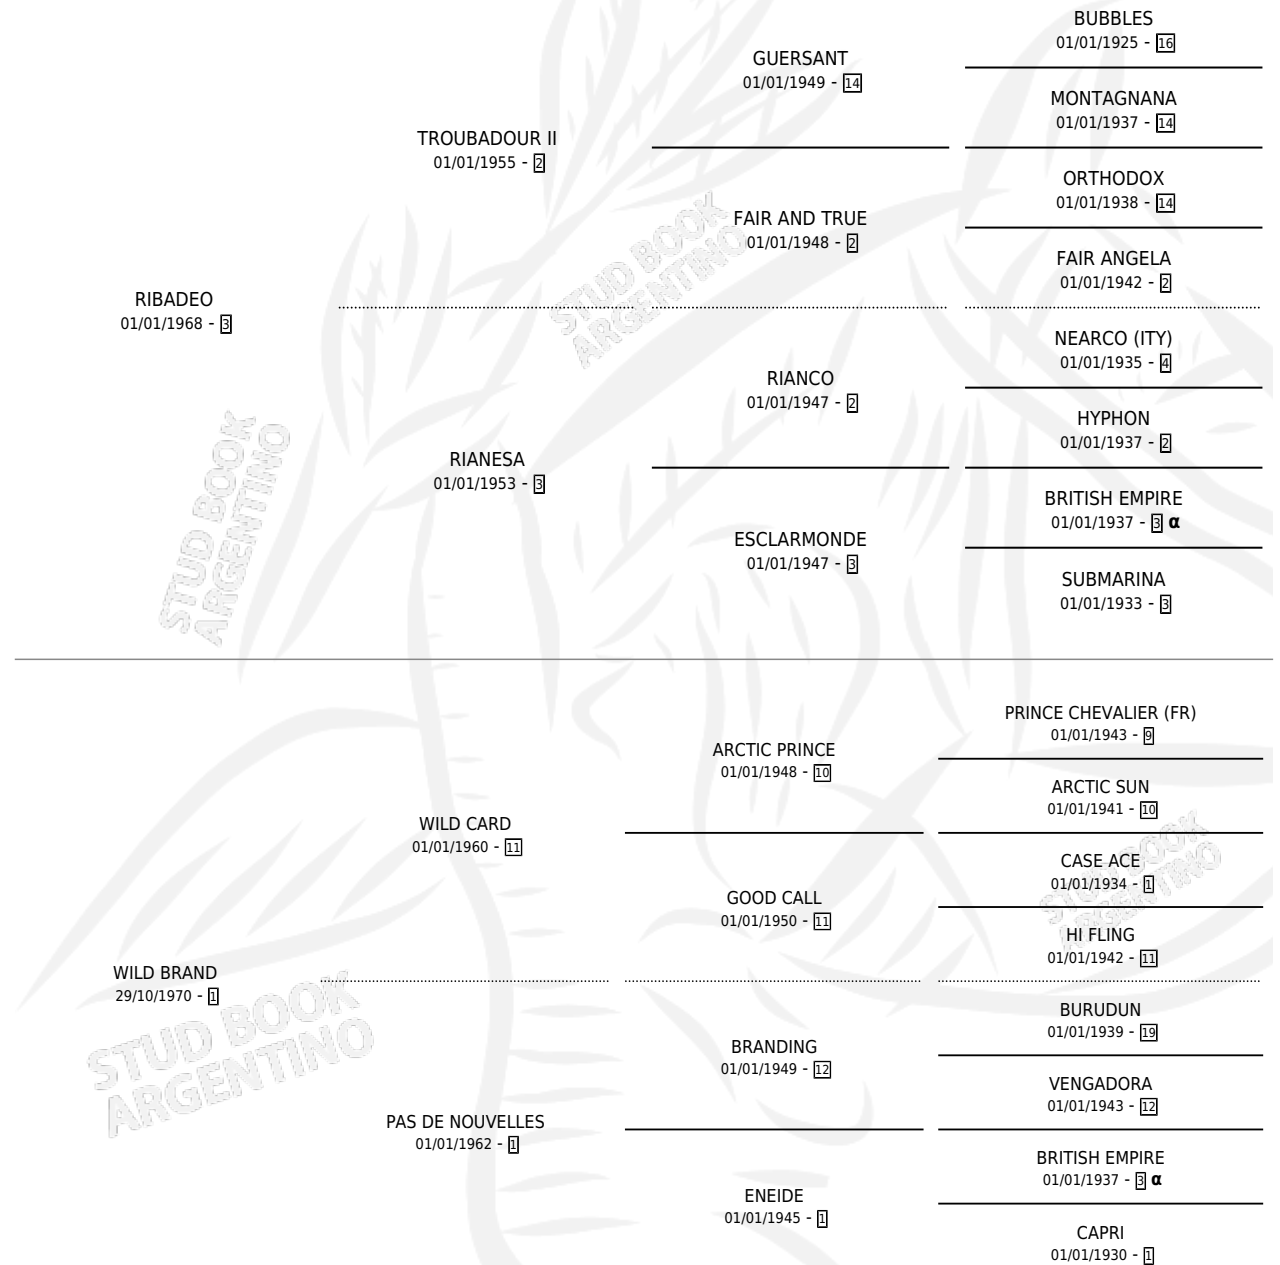 BUBBLES
01/01/1925 - 16
GUERSANT
01/01/1949 - 14
MONTAGNANA
01/01/1937 - 14
TROUBADOUR II
01/01/1955 - 2
ORTHODOX
01/01/1938 - 14
FAIR AND TRUE
01/01/1948 - 2
FAIR ANGELA
01/01/1942 - 2
RIBADEO
01/01/1968 - 3
NEARCO (ITY)
01/01/1935 - 4
RIANCO
01/01/1947 - 2
HYPHON
01/01/1937 - 2
RIANESA
01/01/1953 - 3
BRITISH EMPIRE
01/01/1937 - 3 α
ESCLARMONDE
01/01/1947 - 3
SUBMARINA
01/01/1933 - 3
PRINCE CHEVALIER (FR)
01/01/1943 - 9
ARCTIC PRINCE
01/01/1948 - 10
ARCTIC SUN
01/01/1941 - 10
WILD CARD
01/01/1960 - 11
CASE ACE
01/01/1934 - 1
GOOD CALL
01/01/1950 - 11
HI FLING
01/01/1942 - 11
WILD BRAND
29/10/1970 - 1
BURUDUN
01/01/1939 - 19
BRANDING
01/01/1949 - 12
VENGADORA
01/01/1943 - 12
PAS DE NOUVELLES
01/01/1962 - 1
BRITISH EMPIRE
01/01/1937 - 3 α
ENEIDE
01/01/1945 - 1
CAPRI
01/01/1930 - 1
STUD BOOK
ARGENTINO
STUD BOOK
ARGENTINO
STUD BOOK
ARGENTINO
STUD BOOK
ARGENTINO